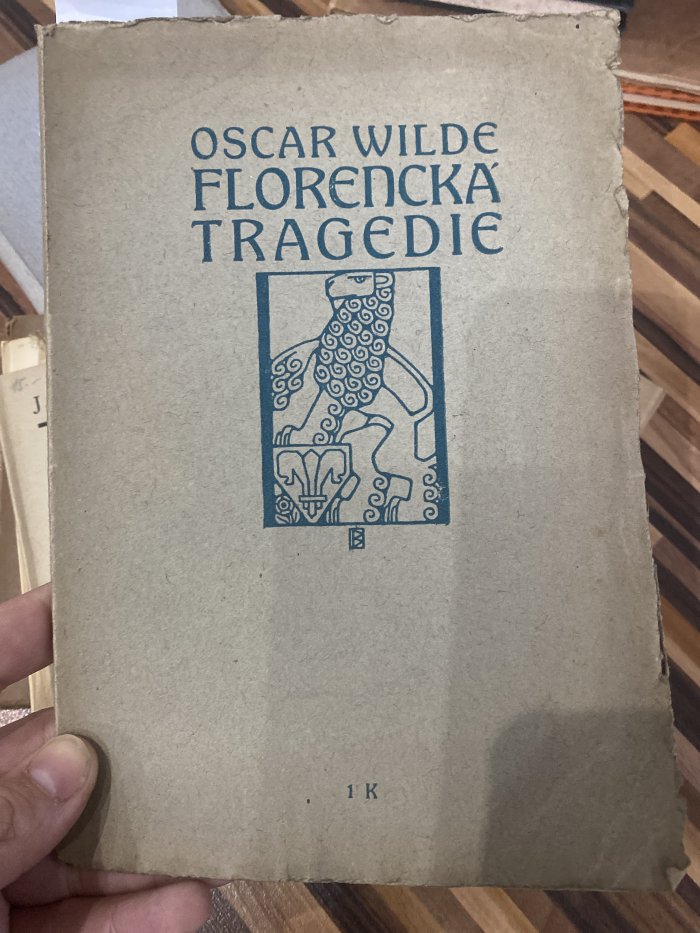 OSCAR WILDE
FLORENCKÁ
TRAGEDIE
1 K
J